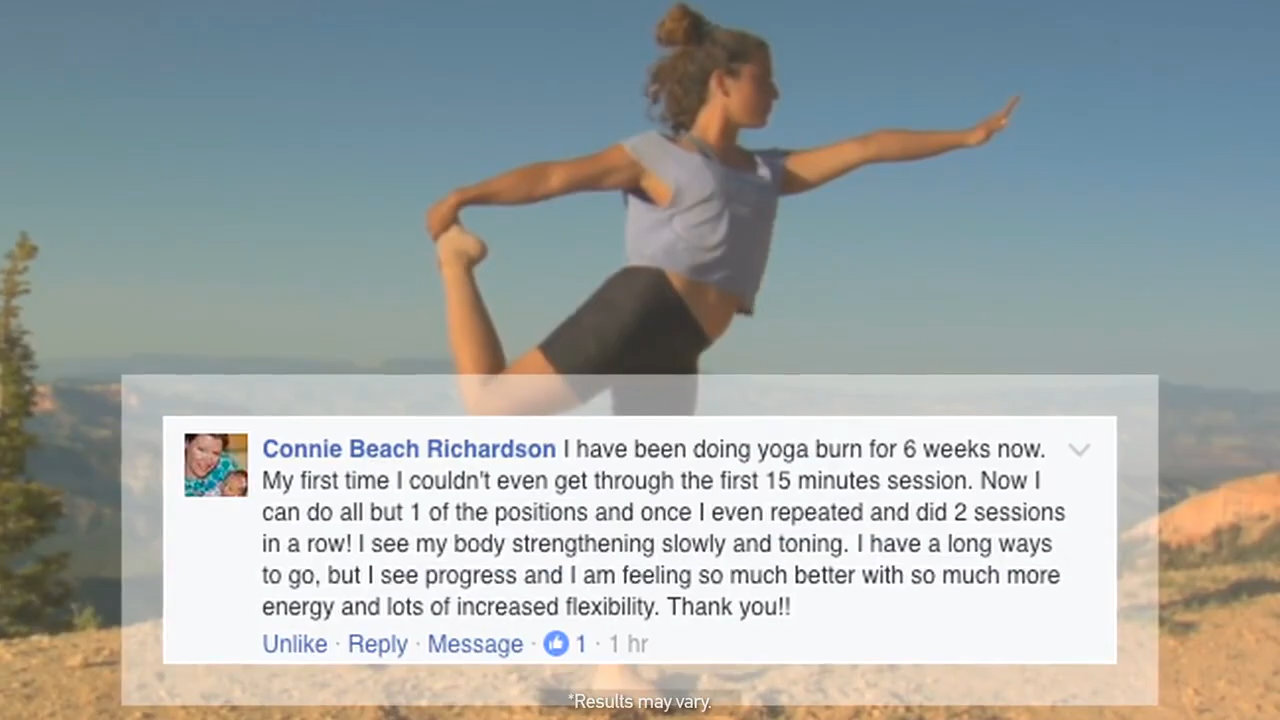 Connie Beach Richardson I have been doing yoga burn for 6 weeks now.
My first time I couldn't even get through the first 15 minutes session. Now I
can do all but 1 of the positions and once I even repeated and did 2 sessions
in a row! I see my body strengthening slowly and toning. I have a long ways
to go, but I see progress and I am feeling so much better with so much more
energy and lots of increased flexibility. Thank you!!
Unlike · Reply · Message · 1 · 1 hr
*Results may vary.